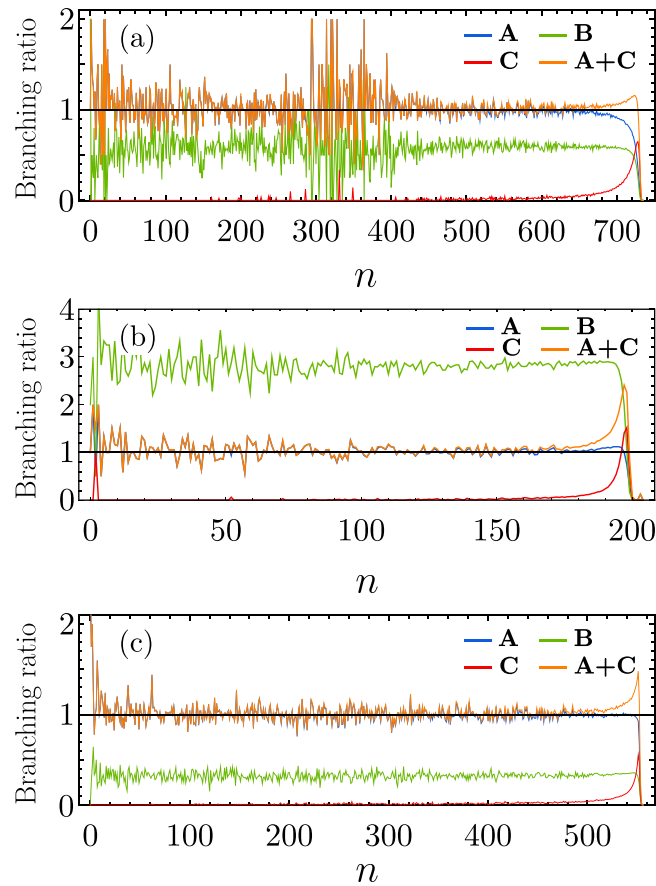 2
(a)
A
B
C
A+C
Branching ratio
1
0
0 100 200 300 400 500 600 700
n
4
(b)
A
B
C
A+C
Branching ratio
3
2
1
0
0 50 100 150 200
n
2
(c)
A
B
C
A+C
Branching ratio
1
0
0 100 200 300 400 500
n